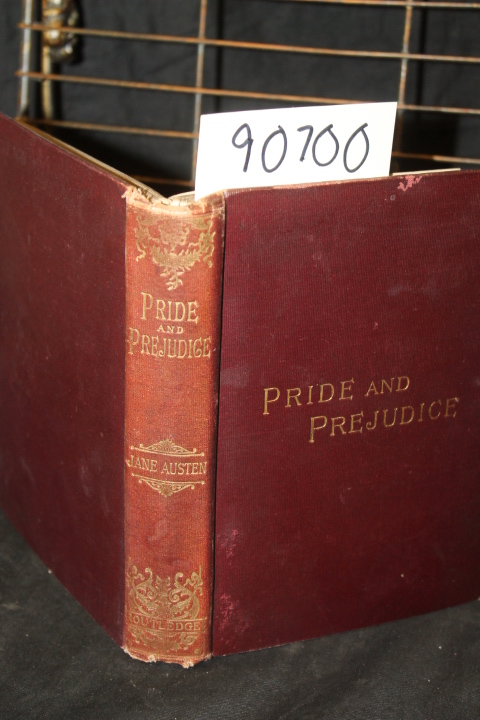 90700
PRIDE
AND
PREJUDICE
JANE AUSTEN
ROUTLEDGE
PRIDE AND
PREJUDICE